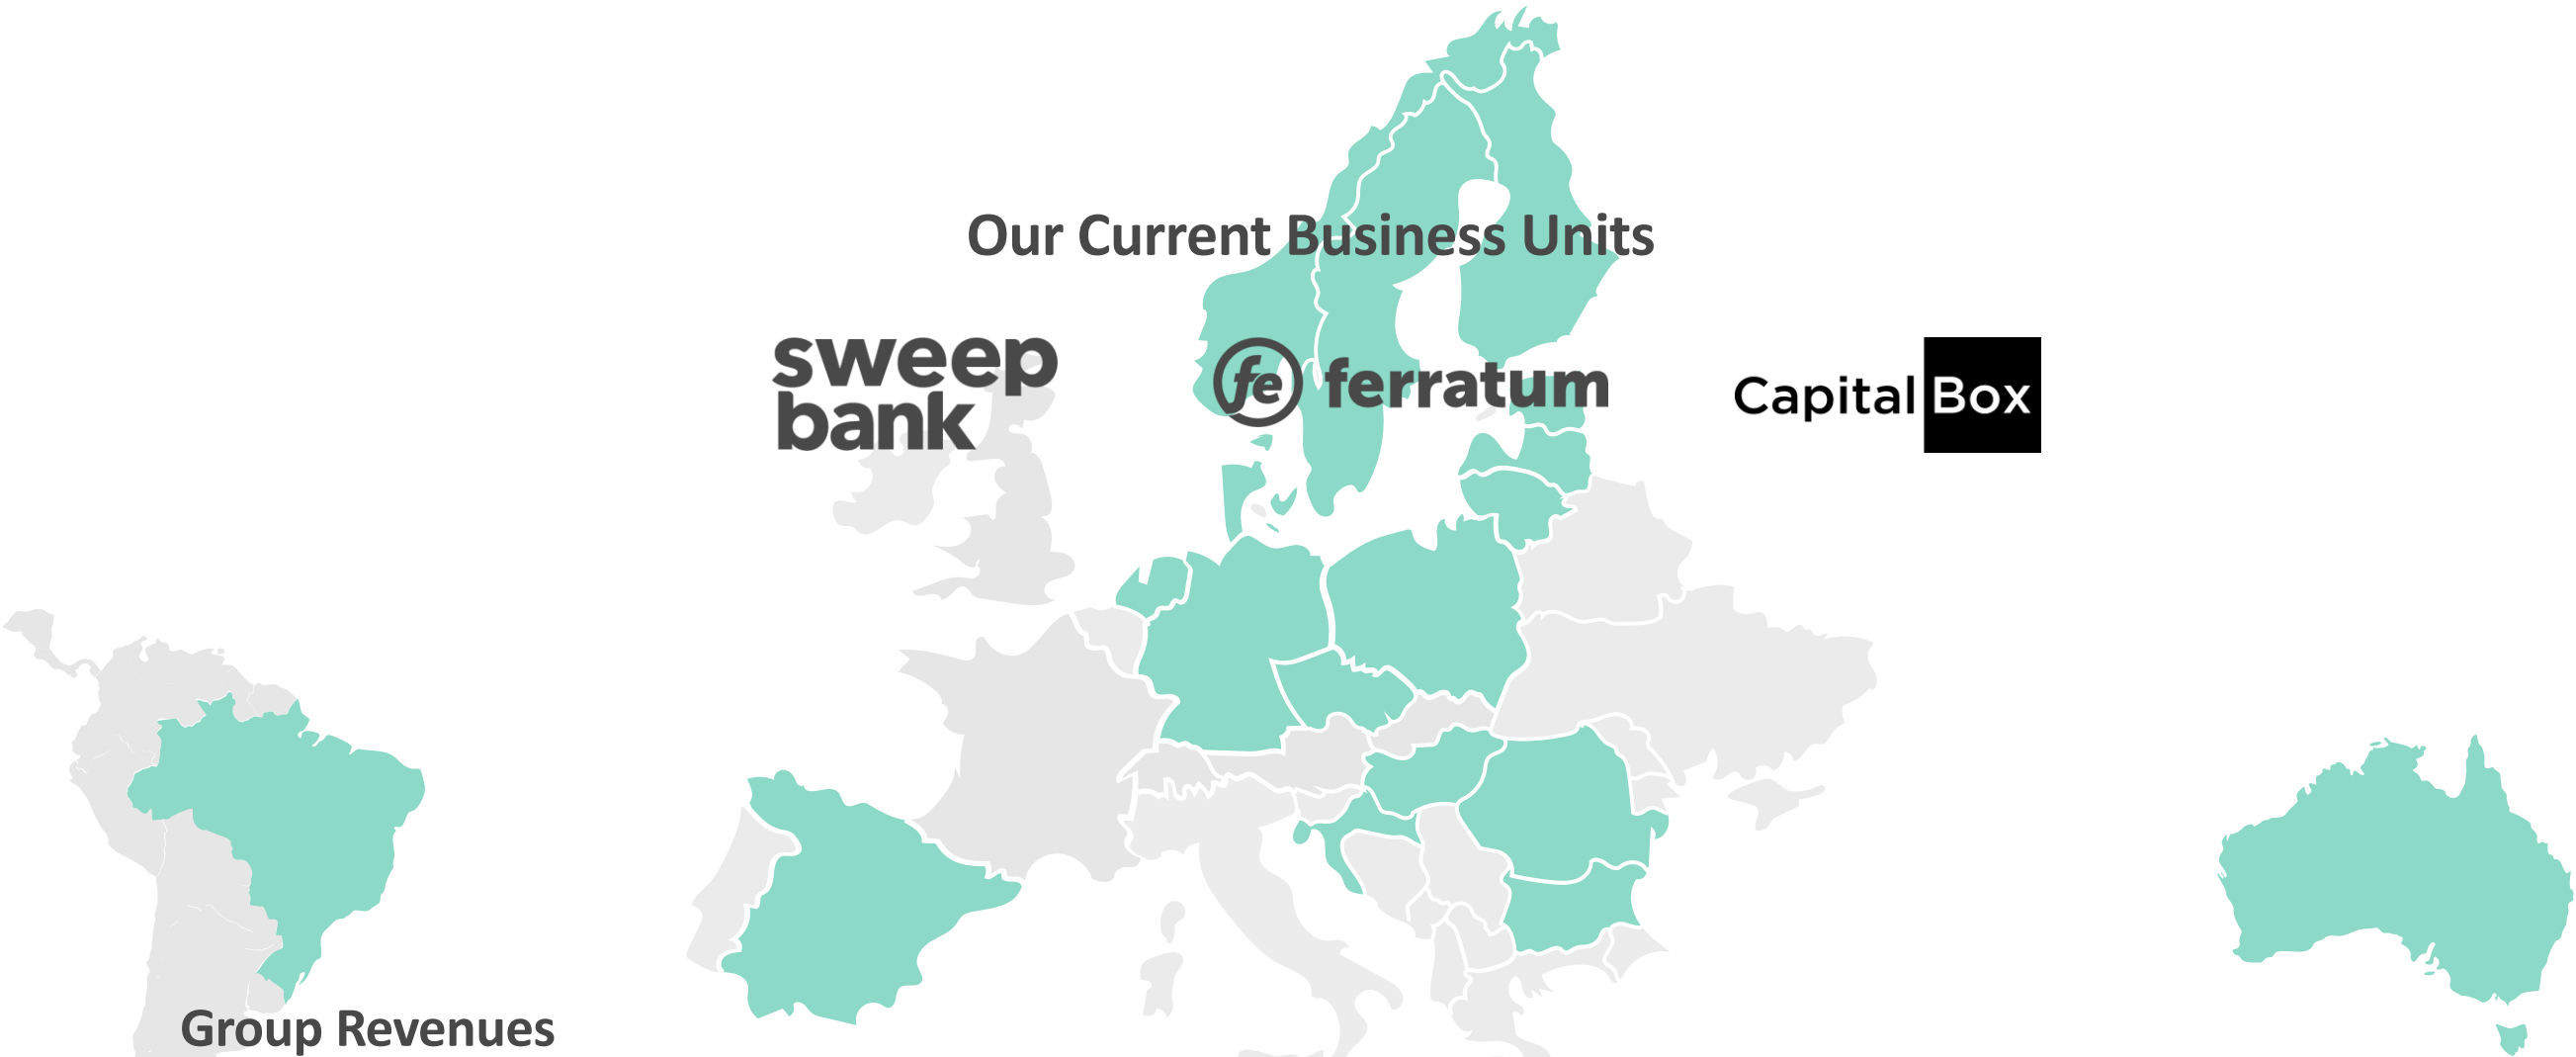 Our Current Business Units
sweep
bank
fe ferratum
Capital Box
Group Revenues